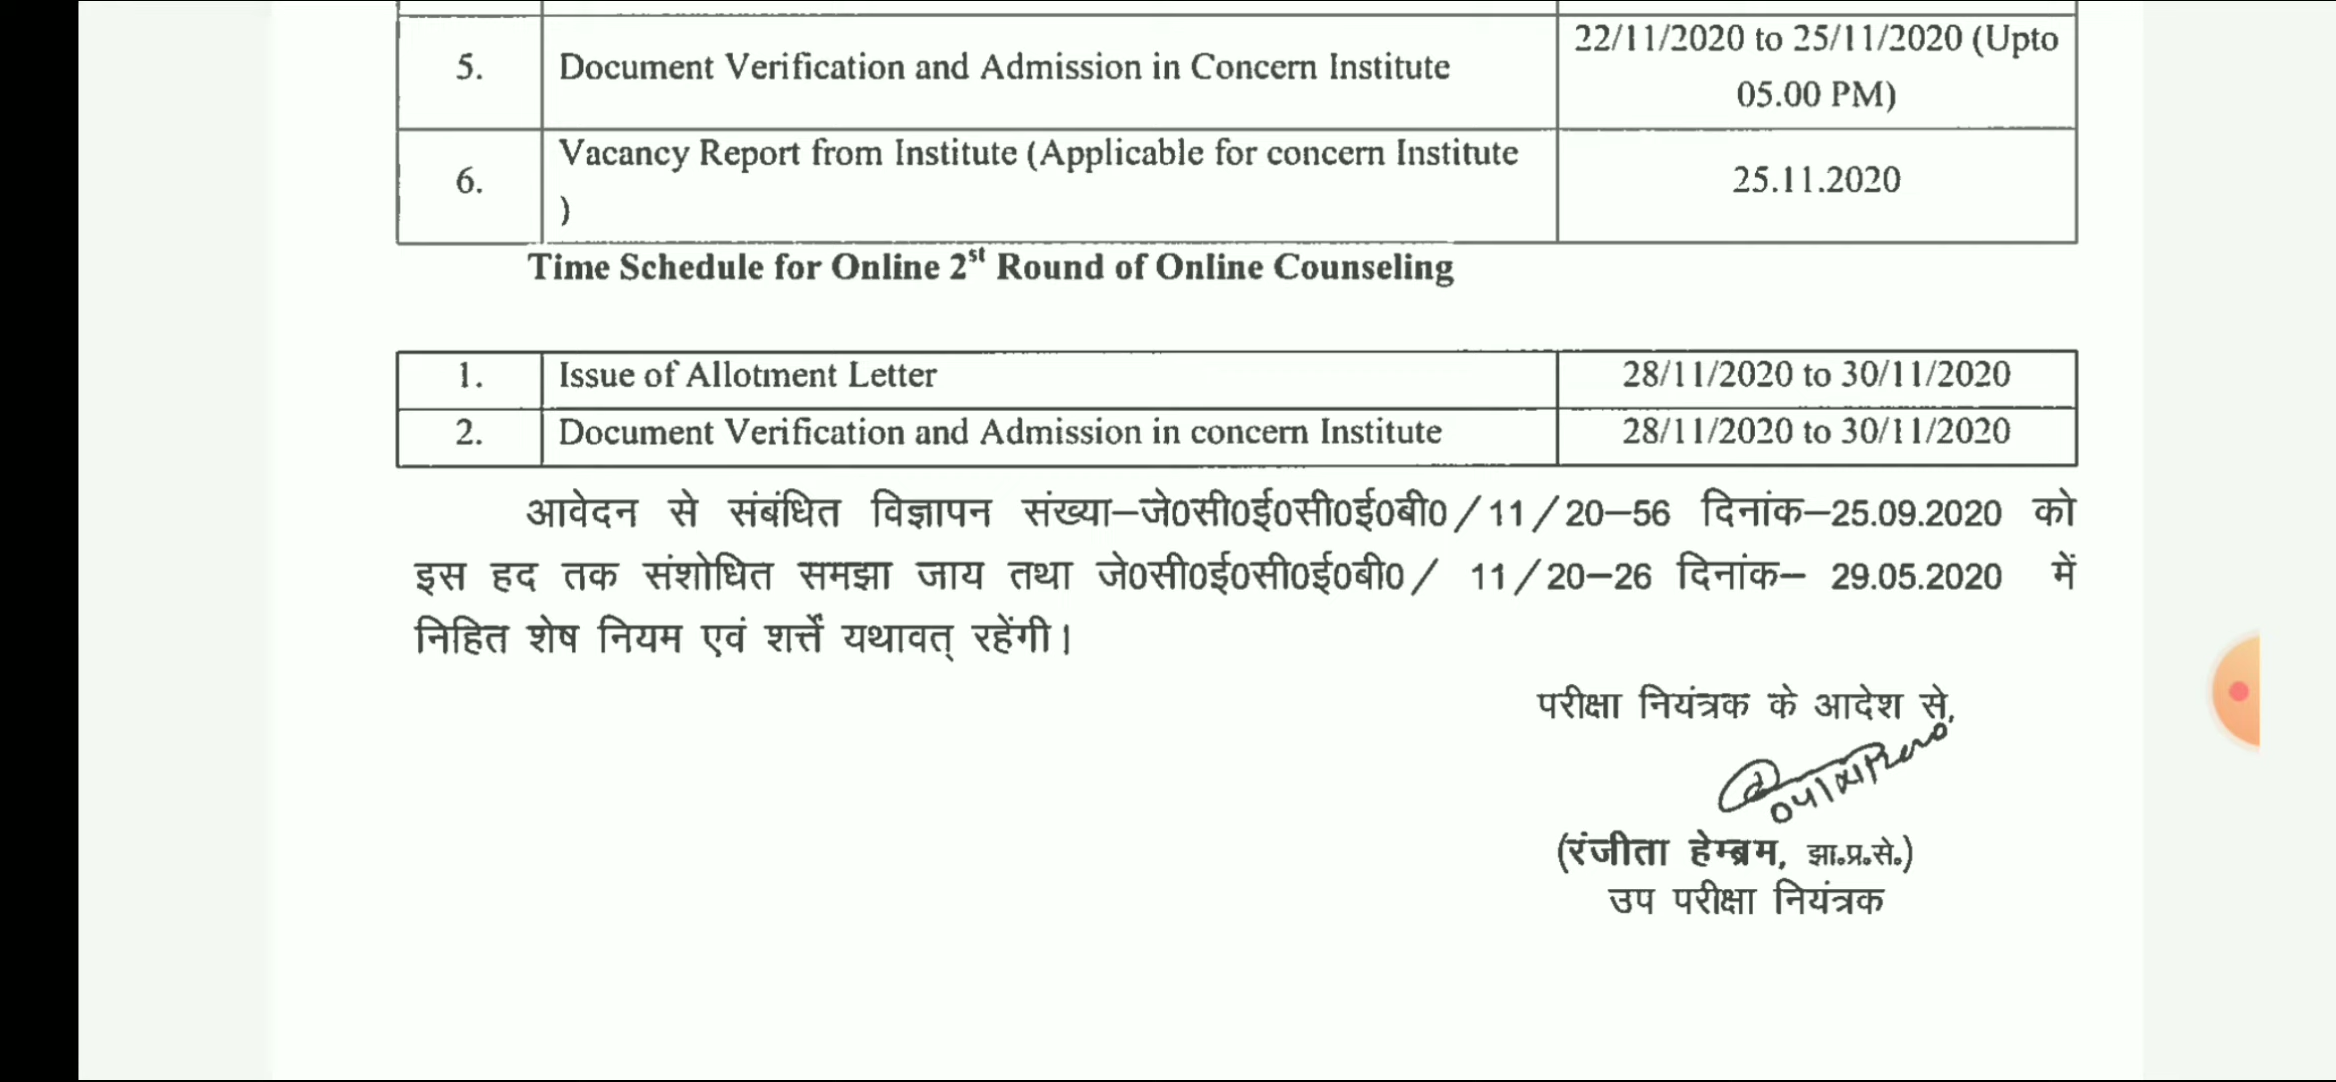 22/11/2020 to 25/11/2020 (Upto
5. Document Verification and Admission in Concern Institute
05.00 PM)
Vacancy Report from Institute (Applicable for concern Institute
6. 25.11.2020
)
Time Schedule for Online 2st Round of Online Counseling
1. Issue of Allotment Letter 28/11/2020 to 30/11/2020
2. Document Verification and Admission in concern Institute 28/11/2020 to 30/11/2020
आवेदन से संबंधित विज्ञापन संख्या–जे0सी0ई0सी0ई0बी0/11/20–56 दिनांक–25.09.2020 को
इस हद तक संशोधित समझा जाय तथा जे0सी0ई0सी0ई0बी0/ 11/20–26 दिनांक– 29.05.2020 में
निहित शेष नियम एवं शर्त्तें यथावत् रहेंगी।
परीक्षा नियंत्रक के आदेश से,
(रंजीता हेम्ब्रम, झा.प्र.से.)
उप परीक्षा नियंत्रक